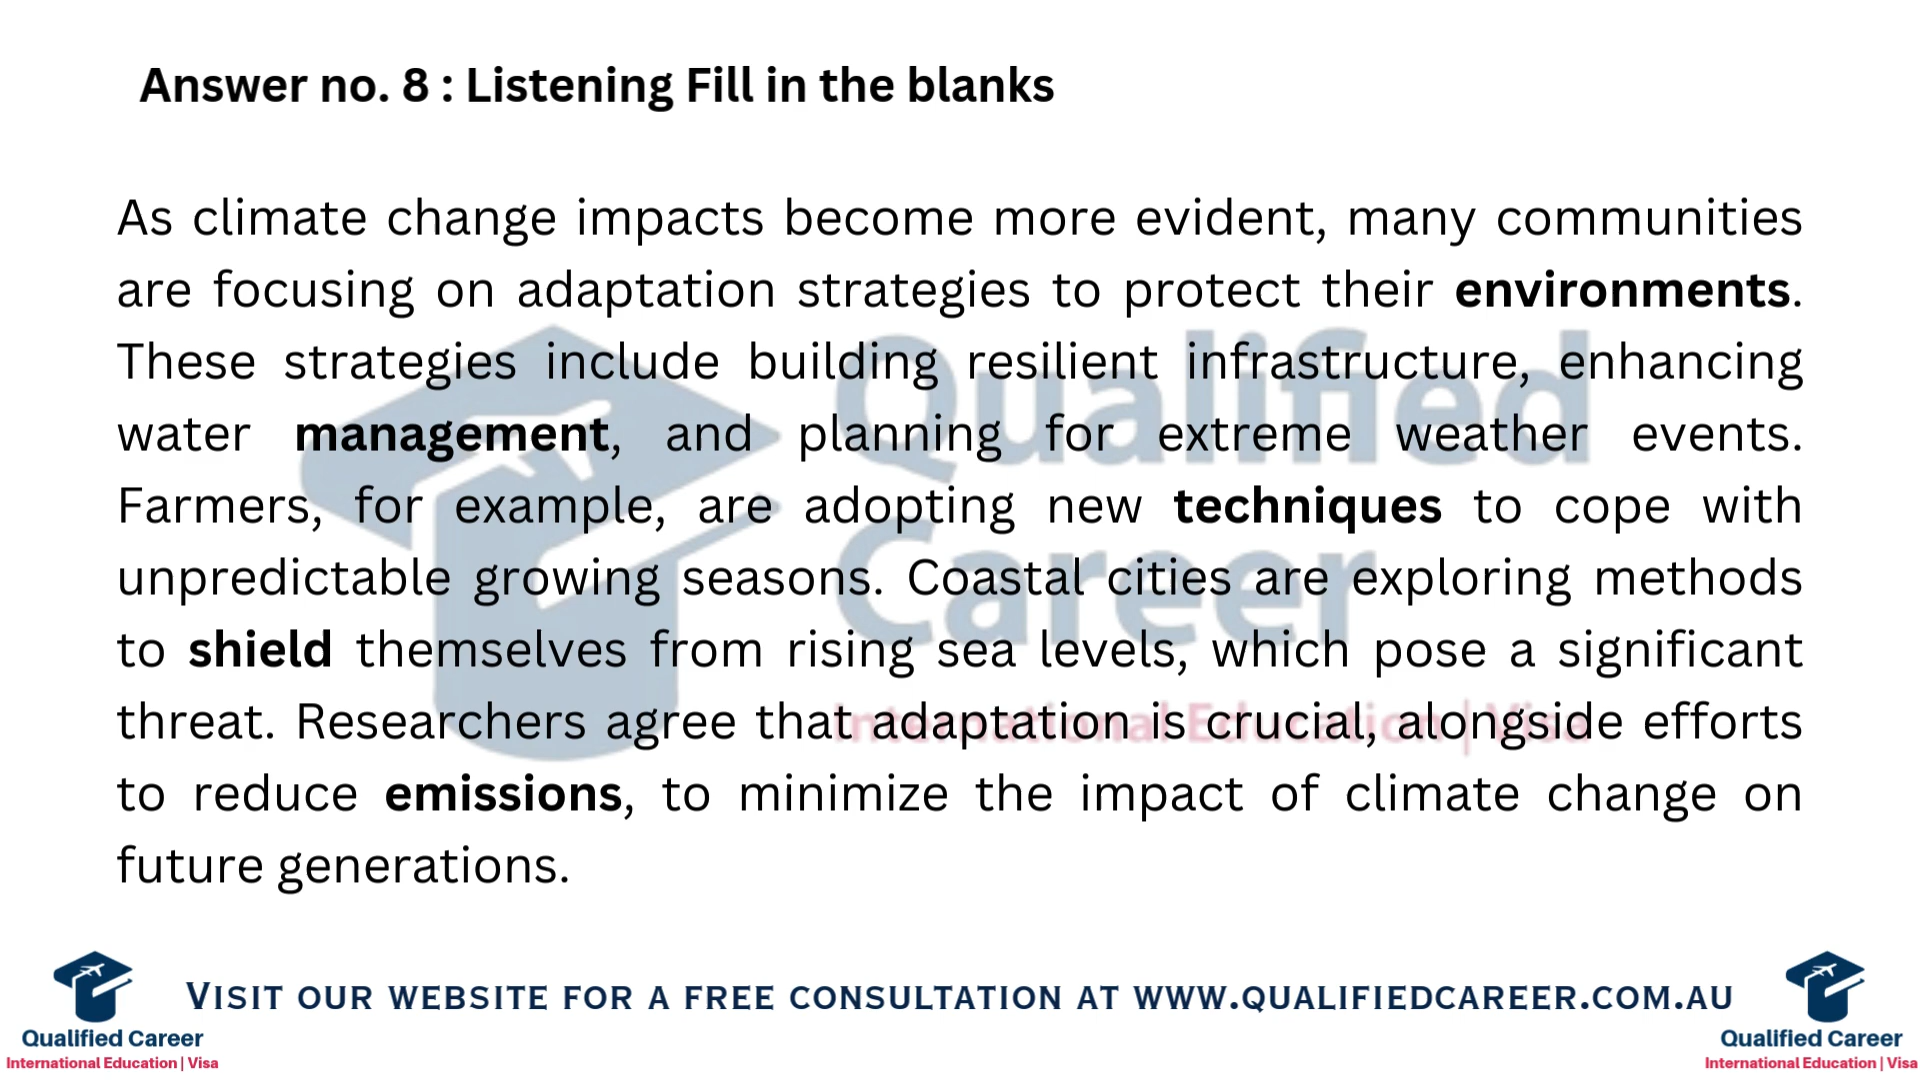 Answer no. 8 : Listening Fill in the blanks
As climate change impacts become more evident, many communities
are focusing on adaptation strategies to protect their environments.
These strategies include building resilient infrastructure, enhancing
water management, and planning for extreme weather events.
Farmers, for example, are adopting new techniques to cope with
unpredictable growing seasons. Coastal cities are exploring methods
to shield themselves from rising sea levels, which pose a significant
threat. Researchers agree that adaptation is crucial, alongside efforts
to reduce emissions, to minimize the impact of climate change on
future generations.
Qualified
Career
International Education | Visa
VISIT OUR WEBSITE FOR A FREE CONSULTATION AT WWW.QUALIFIEDCAREER.COM.AU
Qualified Career
International Education | Visa
Qualified Career
International Education | Visa